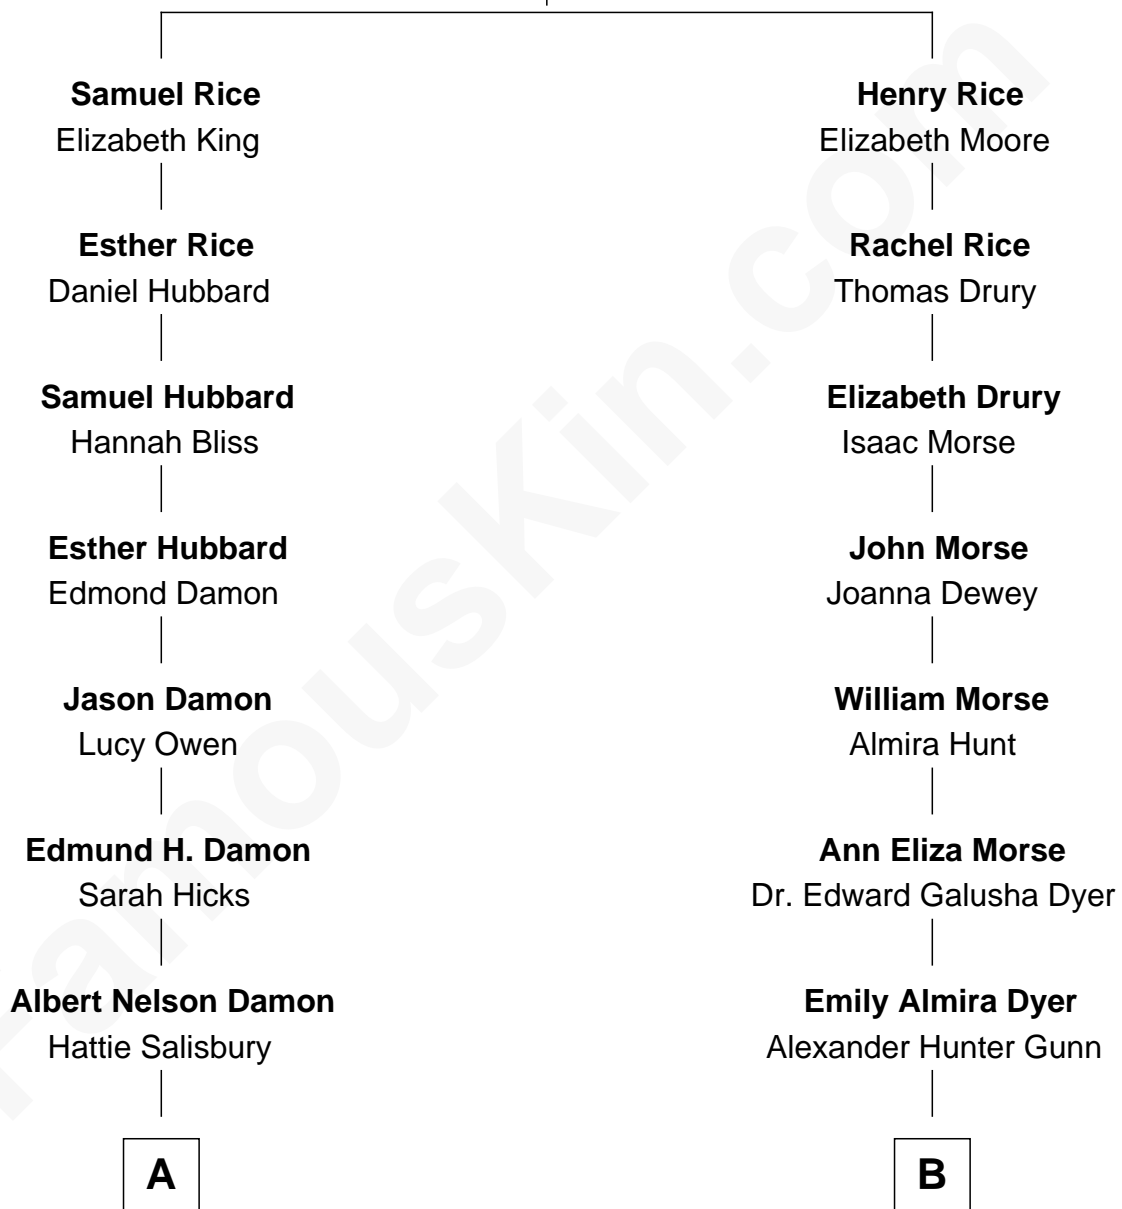 Samuel Rice
Elizabeth King
Henry Rice
Elizabeth Moore
Esther Rice
Daniel Hubbard
Rachel Rice
Thomas Drury
Samuel Hubbard
Hannah Bliss
Elizabeth Drury
Isaac Morse
Esther Hubbard
Edmond Damon
John Morse
Joanna Dewey
Jason Damon
Lucy Owen
William Morse
Almira Hunt
Edmund H. Damon
Sarah Hicks
Ann Eliza Morse
Dr. Edward Galusha Dyer
Albert Nelson Damon
Hattie Salisbury
Emily Almira Dyer
Alexander Hunter Gunn
A
B
FamousKin.com